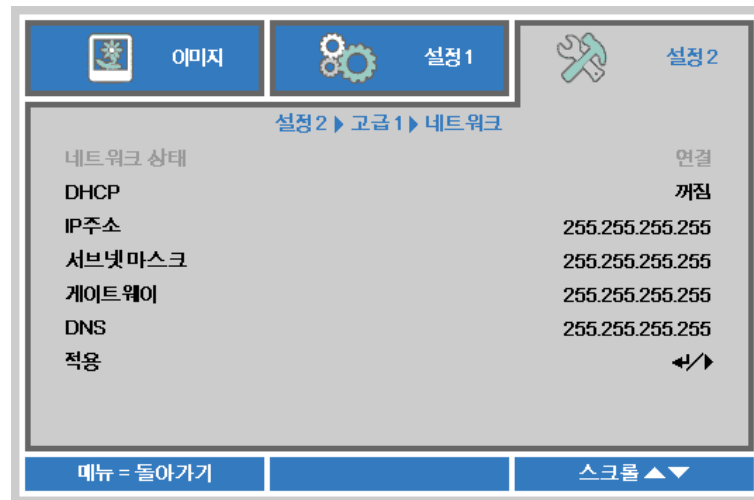 이미지
설정1
설정2
설정2 ▶ 고급1 ▶ 네트워크
네트워크 상태 연결
DHCP 꺼짐
IP주소 255.255.255.255
서브넷 마스크 255.255.255.255
게이트웨이 255.255.255.255
DNS 255.255.255.255
적용 ↵/▶
메뉴 = 돌아가기
스크롤 ▲▼